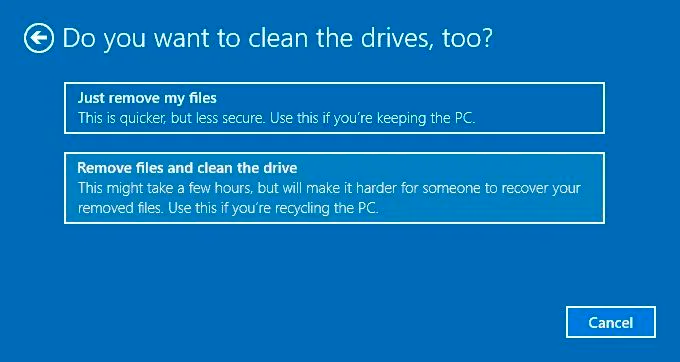 Do you want to clean the drives, too?
Just remove my files
This is quicker, but less secure. Use this if you're keeping the PC.
Remove files and clean the drive
This might take a few hours, but will make it harder for someone to recover your
removed files. Use this if you're recycling the PC.
Cancel